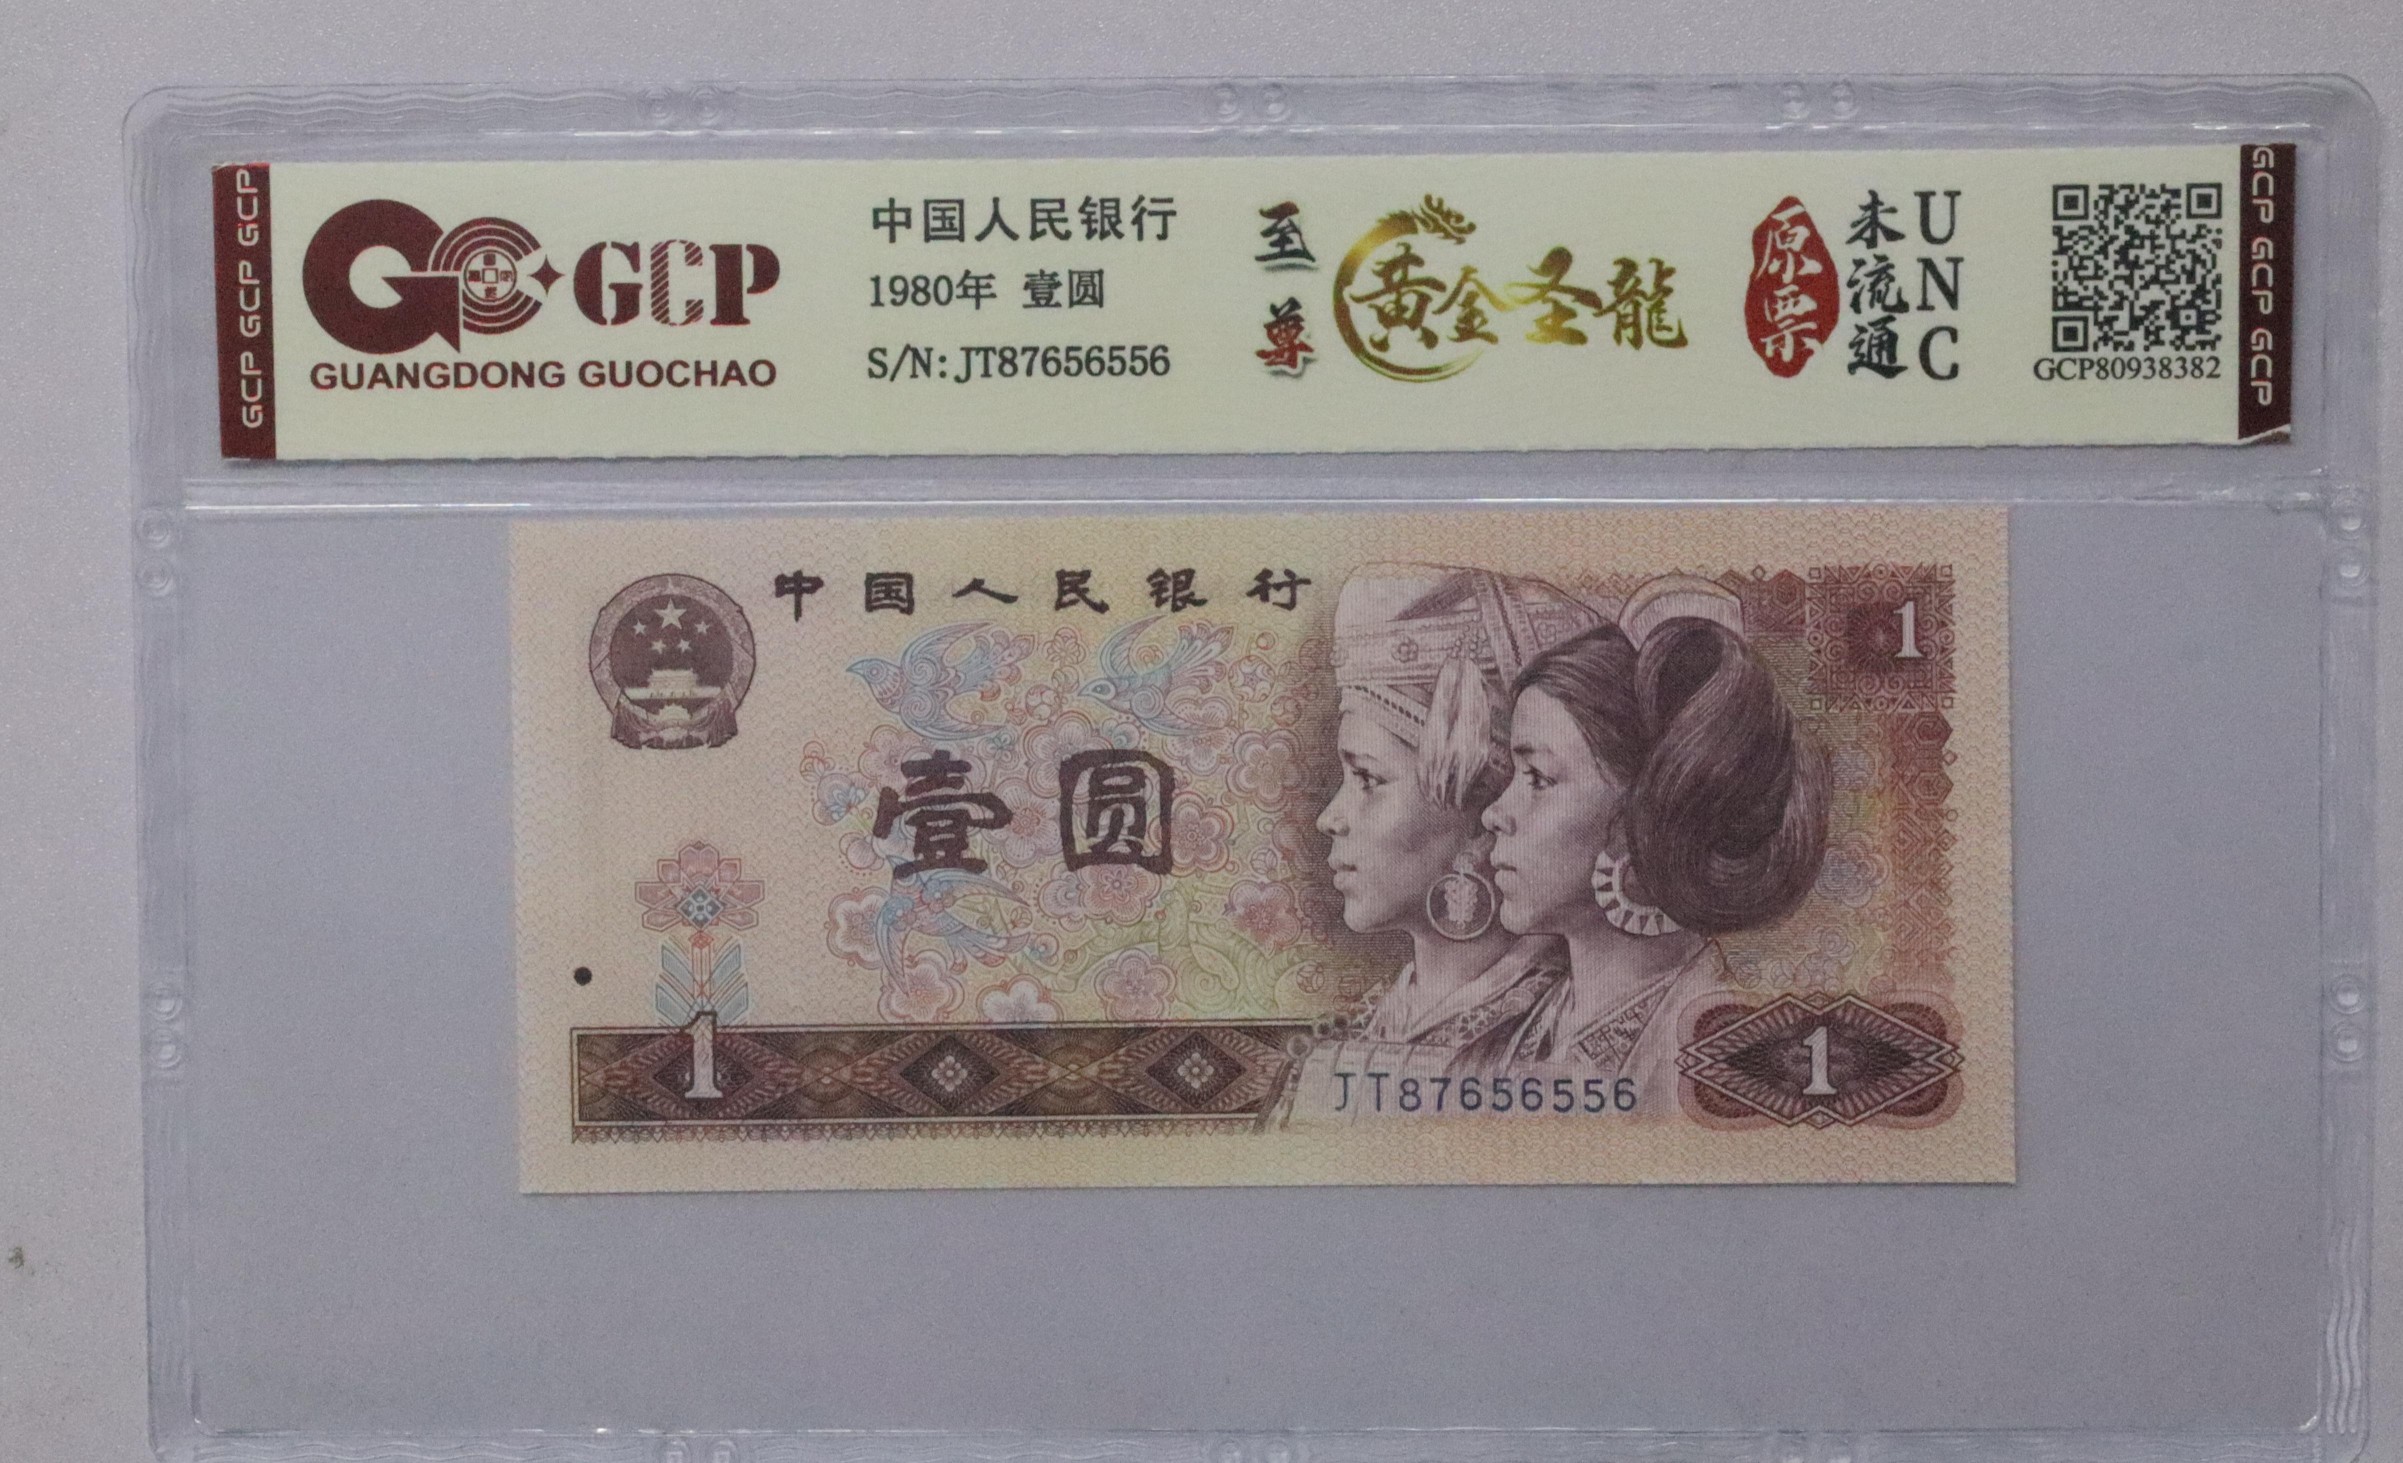 GCP GCP GCP
GCP
GUANGDONG GUOCHAO
中国人民银行
1980年 壹圆
S/N: JT87656556
至尊
黄金圣龍
原票
未流通
UNC
GCP80938382
GCP GCP GCP
中国人民银行
1
壹圆
1
JT87656556
1